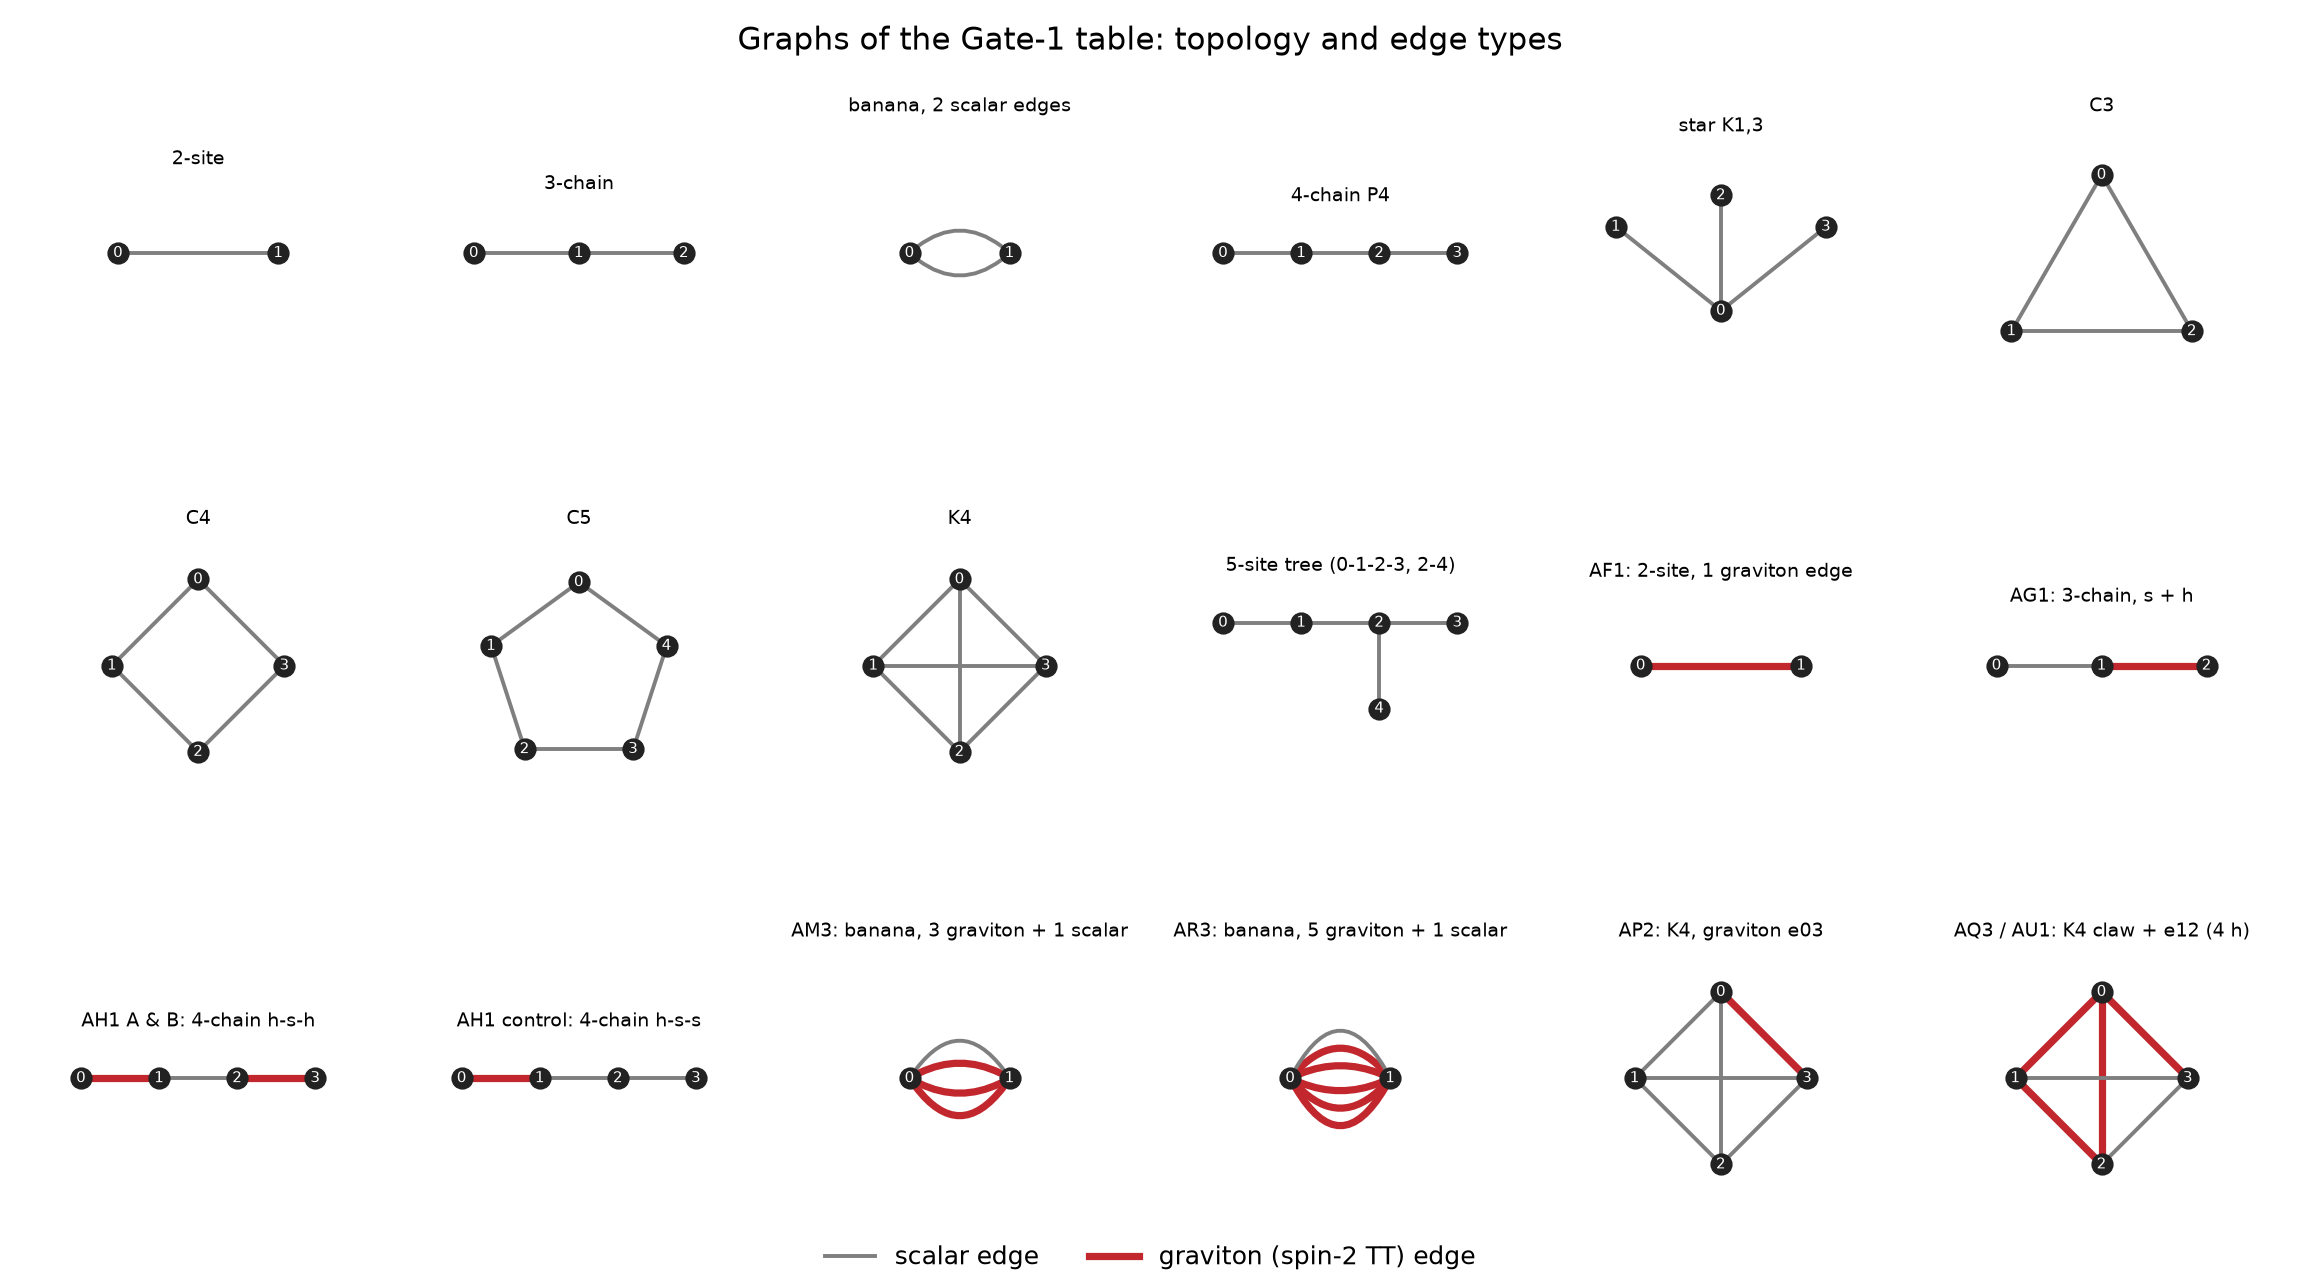 Graphs of the Gate-1 table: topology and edge types
2-site
0 1
3-chain
0 1 2
banana, 2 scalar edges
0 1
4-chain P4
0 1 2 3
star K1,3
2
1 3
0
C3
0
1 2
C4
0
1 3
2
C5
0
1 4
2 3
K4
0
1 3
2
5-site tree (0-1-2-3, 2-4)
0 1 2 3
4
AF1: 2-site, 1 graviton edge
0 1
AG1: 3-chain, s + h
0 1 2
AH1 A & B: 4-chain h-s-h
0 1 2 3
AH1 control: 4-chain h-s-s
0 1 2 3
AM3: banana, 3 graviton + 1 scalar
0 1
AR3: banana, 5 graviton + 1 scalar
0 1
AP2: K4, graviton e03
0
1 3
2
AQ3 / AU1: K4 claw + e12 (4 h)
0
1 3
2
scalar edge
graviton (spin-2 TT) edge